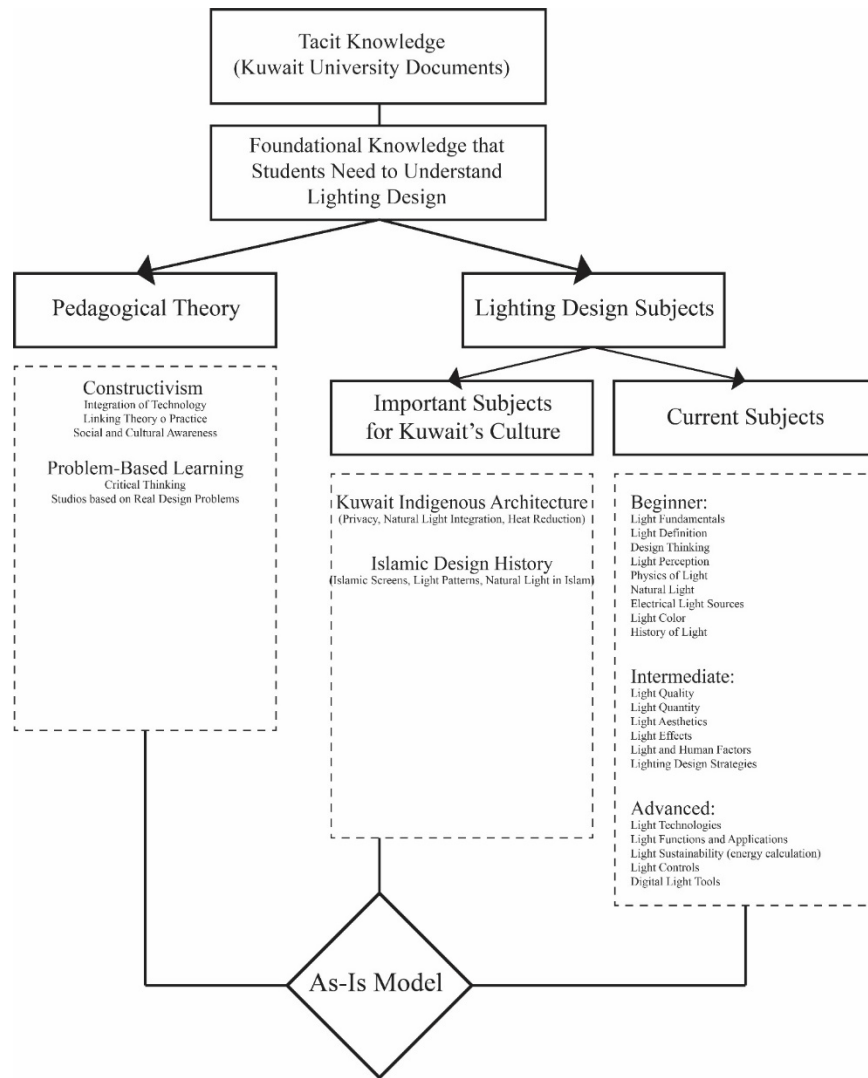 Tacit Knowledge
(Kuwait University Documents)
Foundational Knowledge that
Students Need to Understand
Lighting Design
Pedagogical Theory
Lighting Design Subjects
Constructivism
Integration of Technology
Linking Theory o Practice
Social and Cultural Awareness
Problem-Based Learning
Critical Thinking
Studios based on Real Design Problems
Important Subjects
for Kuwait's Culture
Kuwait Indigenous Architecture
(Privacy, Natural Light Integration, Heat Reduction)
Islamic Design History
(Islamic Screens, Light Patterns, Natural Light in Islam)
Current Subjects
Beginner:
Light Fundamentals
Light Definition
Design Thinking
Light Perception
Physics of Light
Natural Light
Electrical Light Sources
Light Color
History of Light
Intermediate:
Light Quality
Light Quantity
Light Aesthetics
Light Effects
Light and Human Factors
Lighting Design Strategies
Advanced:
Light Technologies
Light Functions and Applications
Light Sustainability (energy calculation)
Light Controls
Digital Light Tools
As-Is Model